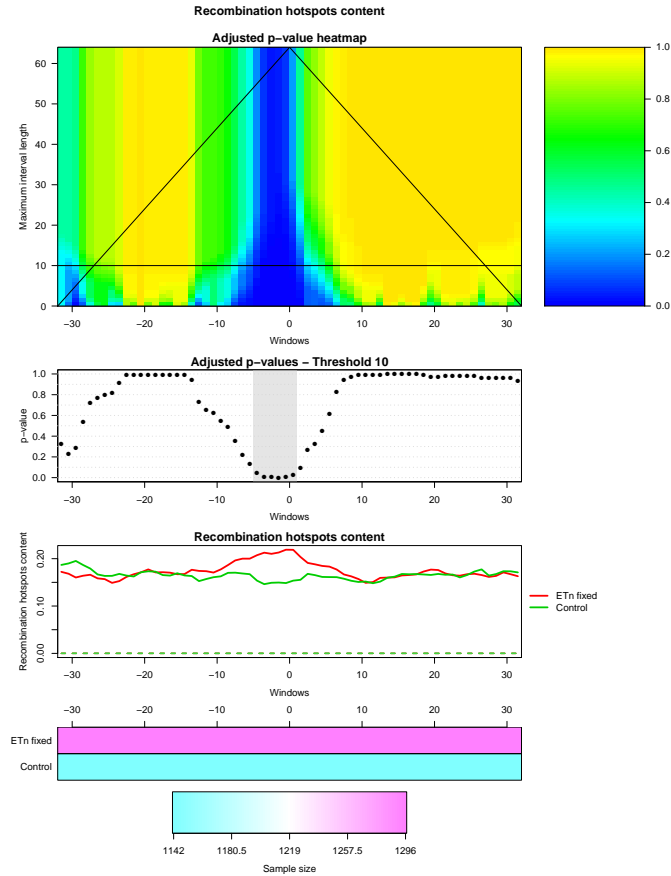 Recombination hotspots content
Adjusted p-value heatmap
Maximum interval length
0 10 20 30 40 50 60
−30 −20 −10 0 10 20 30
Windows
0.0 0.2 0.4 0.6 0.8 1.0
Adjusted p-values − Threshold 10
p-value
0.0 0.2 0.4 0.6 0.8 1.0
−30 −20 −10 0 10 20 30
Windows
Recombination hotspots content
Recombination hotspots content
0.00 0.10 0.20
−30 −20 −10 0 10 20 30
Windows
ETn fixed
Control
−30 −20 −10 0 10 20 30
ETn fixed
Control
1142 1180.5 1219 1257.5 1296
Sample size